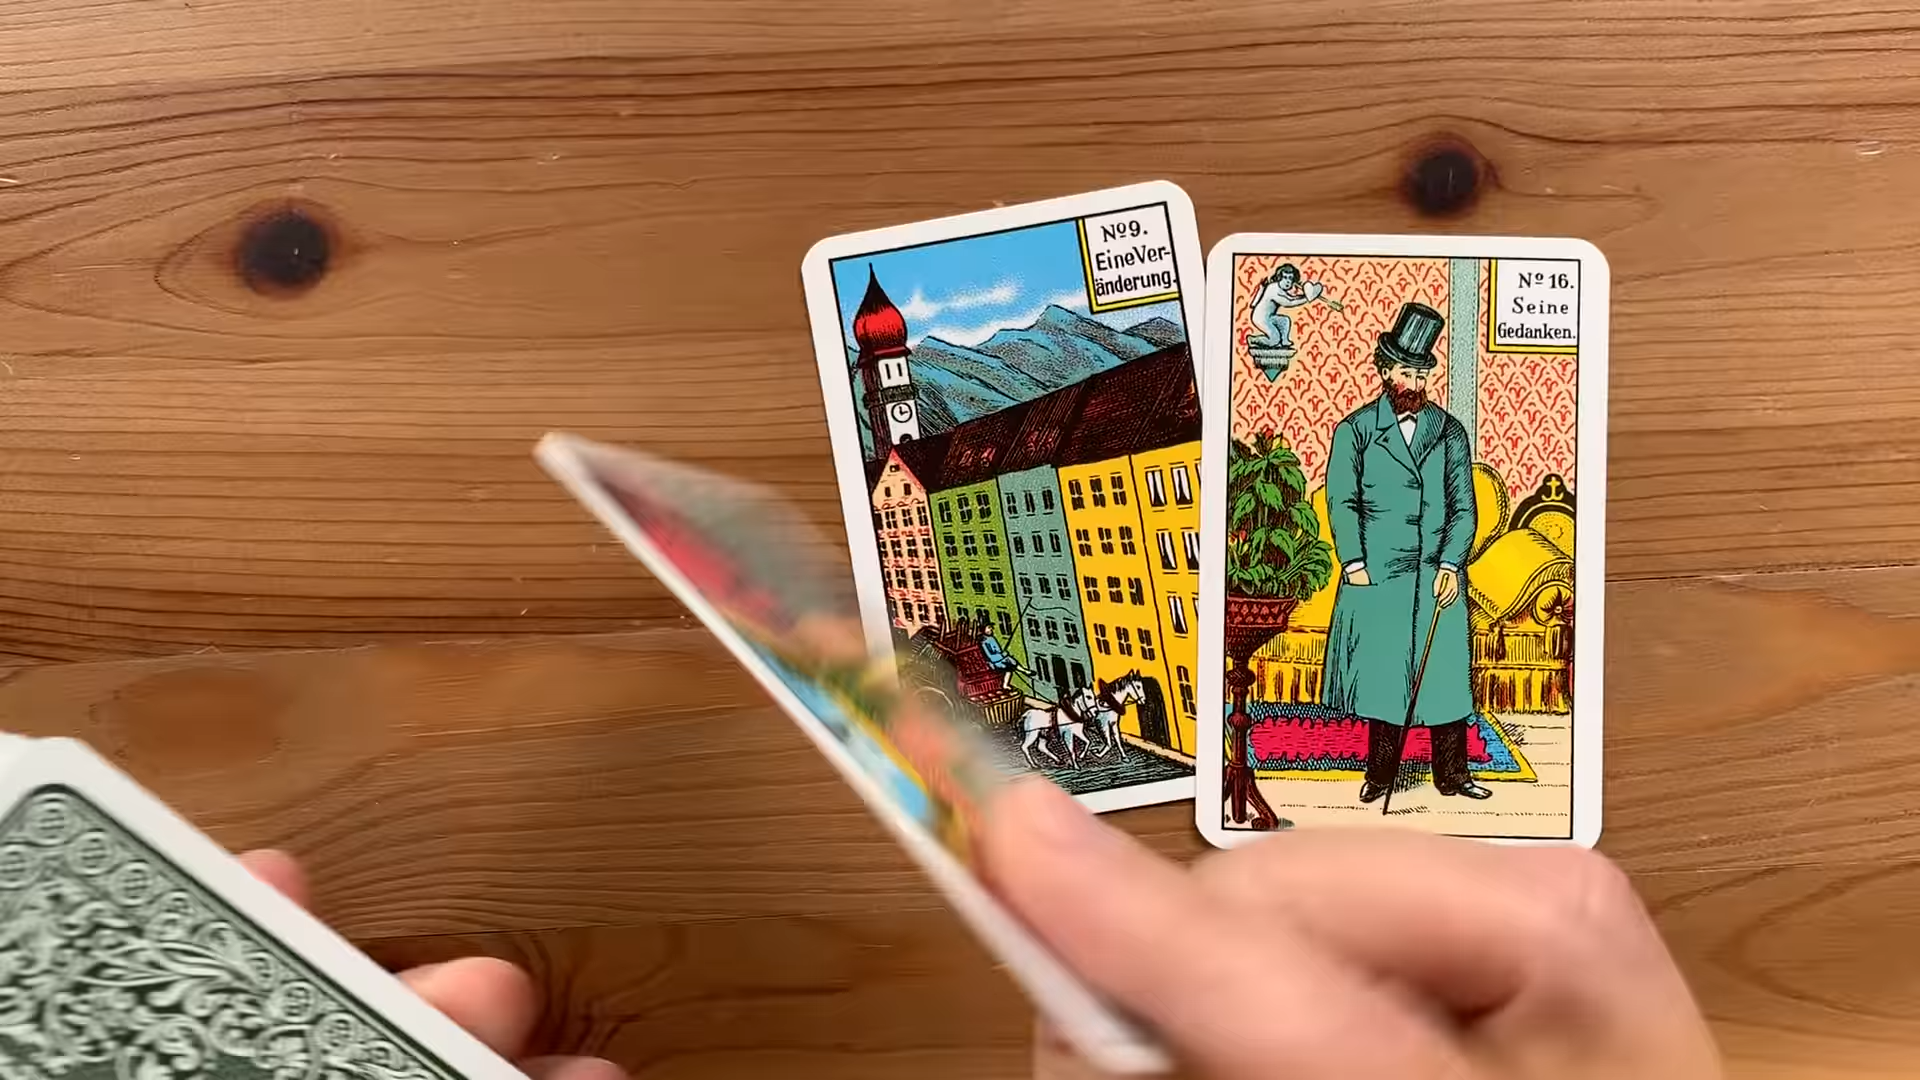 Nº 9.
Eine Ver-
änderung.
Nº 16.
Seine
Gedanken.